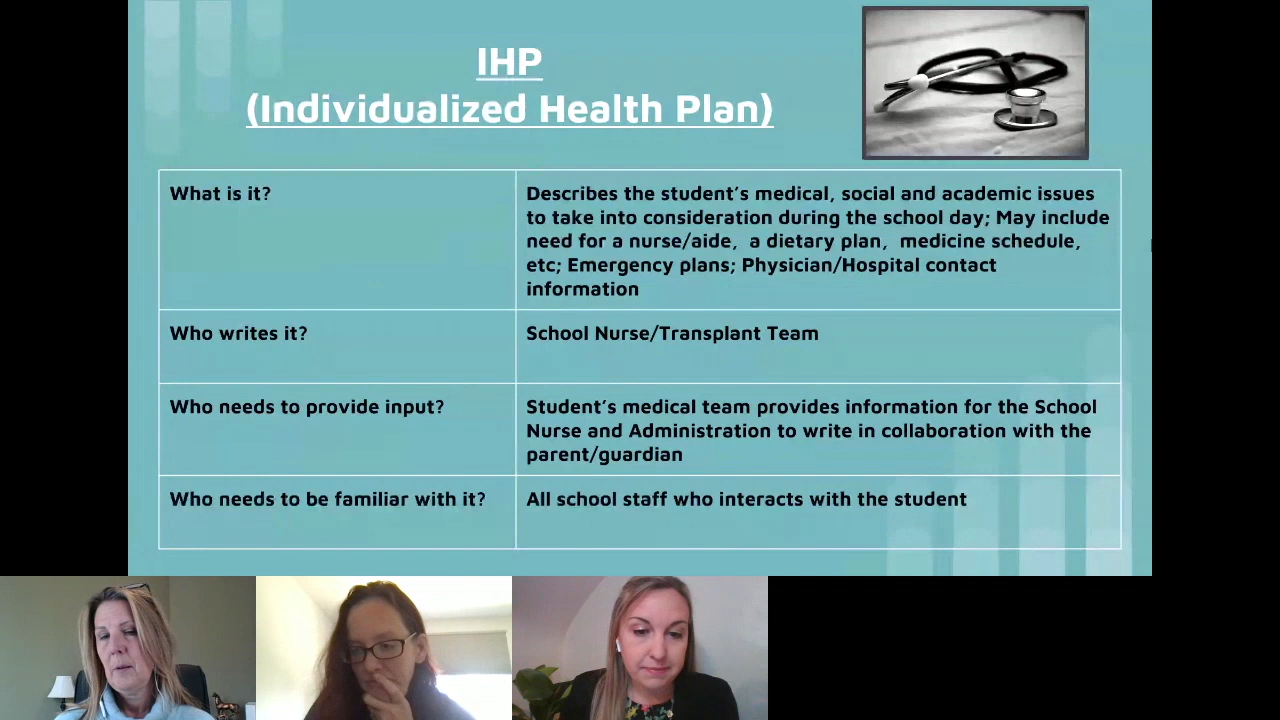 IHP
(Individualized Health Plan)
What is it?
Describes the student’s medical, social and academic issues
to take into consideration during the school day; May include
need for a nurse/aide,  a dietary plan,  medicine schedule,
etc; Emergency plans; Physician/Hospital contact
information
Who writes it?
School Nurse/Transplant Team
Who needs to provide input?
Student’s medical team provides information for the School
Nurse and Administration to write in collaboration with the
parent/guardian
Who needs to be familiar with it?
All school staff who interacts with the student